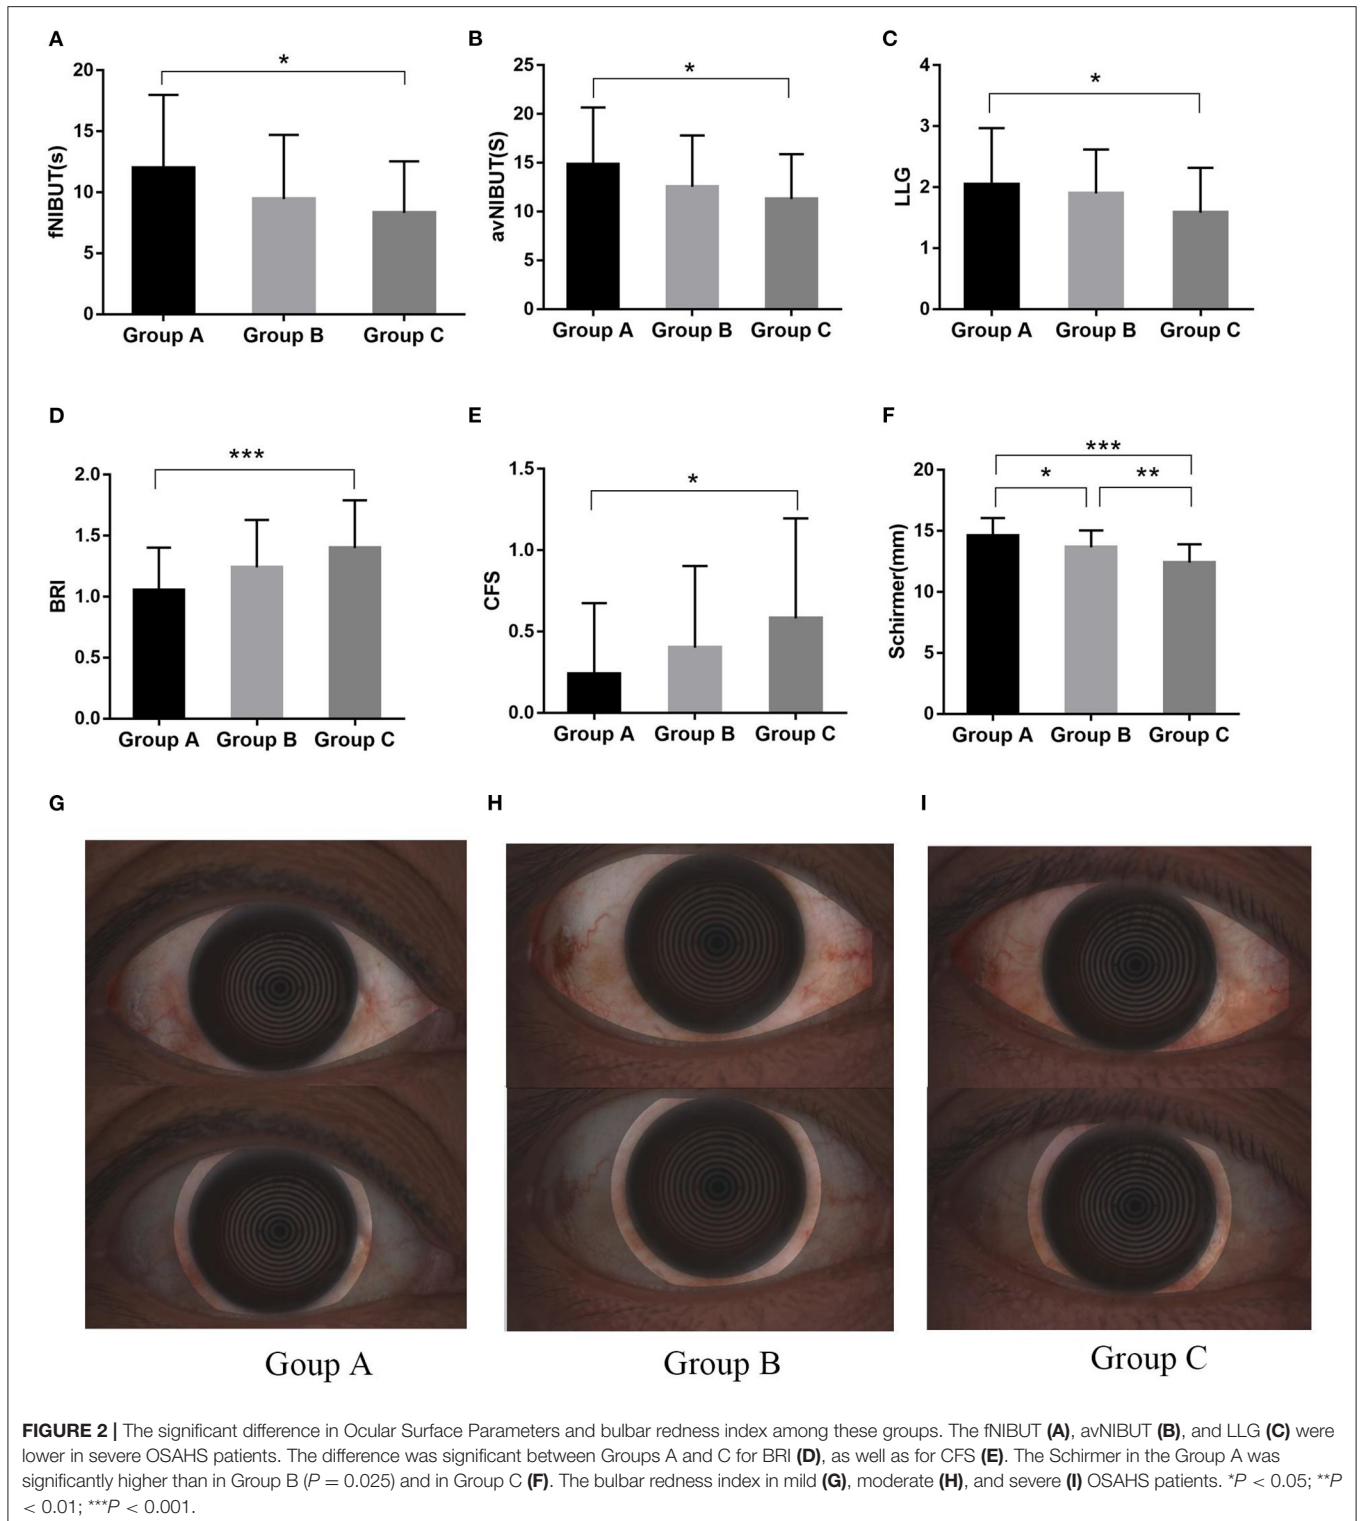 A
B
C
*
20
15
10
5
0
fNIBUT(s)
Group A Group B Group C
*
25
20
15
10
5
0
avNIBUT(S)
Group A Group B Group C
*
4
3
2
1
0
LLG
Group A Group B Group C
D
E
F
***
2.0
1.5
1.0
0.5
0.0
BRI
Group A Group B Group C
*
1.5
1.0
0.5
0.0
CFS
Group A Group B Group C
***
* **
20
15
10
5
0
Schirmer(mm)
Group A Group B Group C
G
H
I
Goup A
Group B
Group C
FIGURE 2 | The significant difference in Ocular Surface Parameters and bulbar redness index among these groups. The fNIBUT (A), avNIBUT (B), and LLG (C) were
lower in severe OSAHS patients. The difference was significant between Groups A and C for BRI (D), as well as for CFS (E). The Schirmer in the Group A was
significantly higher than in Group B (P = 0.025) and in Group C (F). The bulbar redness index in mild (G), moderate (H), and severe (I) OSAHS patients. *P < 0.05; **P
< 0.01; ***P < 0.001.